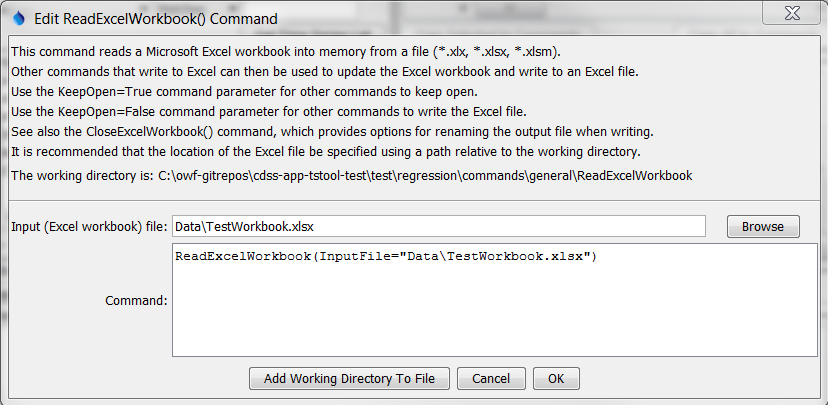 Edit ReadExcelWorkbook() Command
This command reads a Microsoft Excel workbook into memory from a file (*.xlx, *.xlsx, *.xlsm).
Other commands that write to Excel can then be used to update the Excel workbook and write to an Excel file.
Use the KeepOpen=True command parameter for other commands to keep open.
Use the KeepOpen=False command parameter for other commands to write the Excel file.
See also the CloseExcelWorkbook() command, which provides options for renaming the output file when writing.
It is recommended that the location of the Excel file be specified using a path relative to the working directory.
The working directory is: C:\owf-gitrepos\cdss-app-tstool-test\test\regression\commands\general\ReadExcelWorkbook
Input (Excel workbook) file: Data\TestWorkbook.xlsx Browse
ReadExcelWorkbook(InputFile="Data\TestWorkbook.xlsx")
Command:
Add Working Directory To File Cancel OK